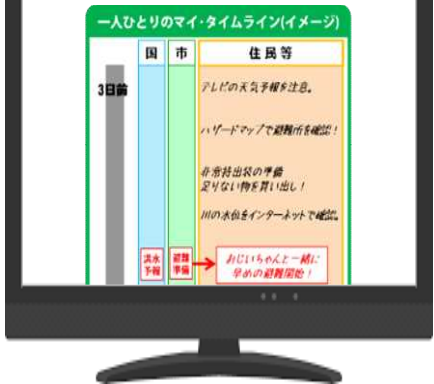 一人ひとりのマイ・タイムライン(イメージ)
国 市 住民等
3日前
テレビの天気予報を注意。
ハザードマップで避難所を確認！
非常持出袋の準備
足りない物を買い出し！
川の水位をインターネットで確認。
洪水
予報
避難
準備
おじいちゃんと一緒に
早めの避難開始！